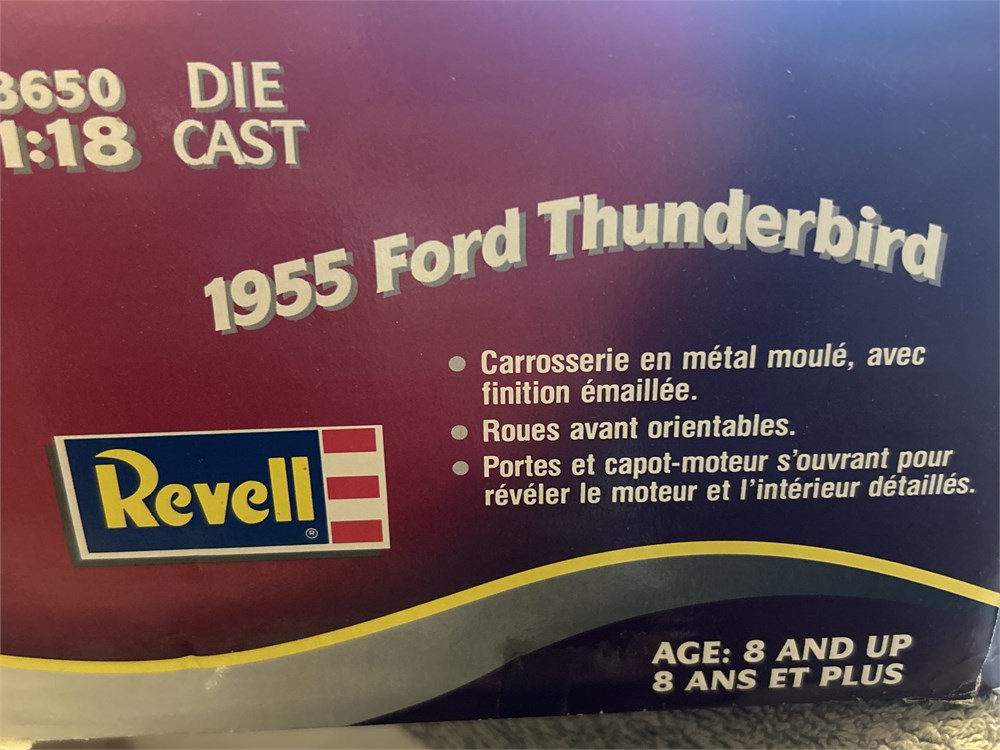 8650
1:18
DIE
CAST
1955 Ford Thunderbird
• Carrosserie en métal moulé, avec
finition émaillée.
• Roues avant orientables.
• Portes et capot-moteur s'ouvrant pour
révéler le moteur et l'intérieur détaillés.
Revell®
AGE: 8 AND UP
8 ANS ET PLUS